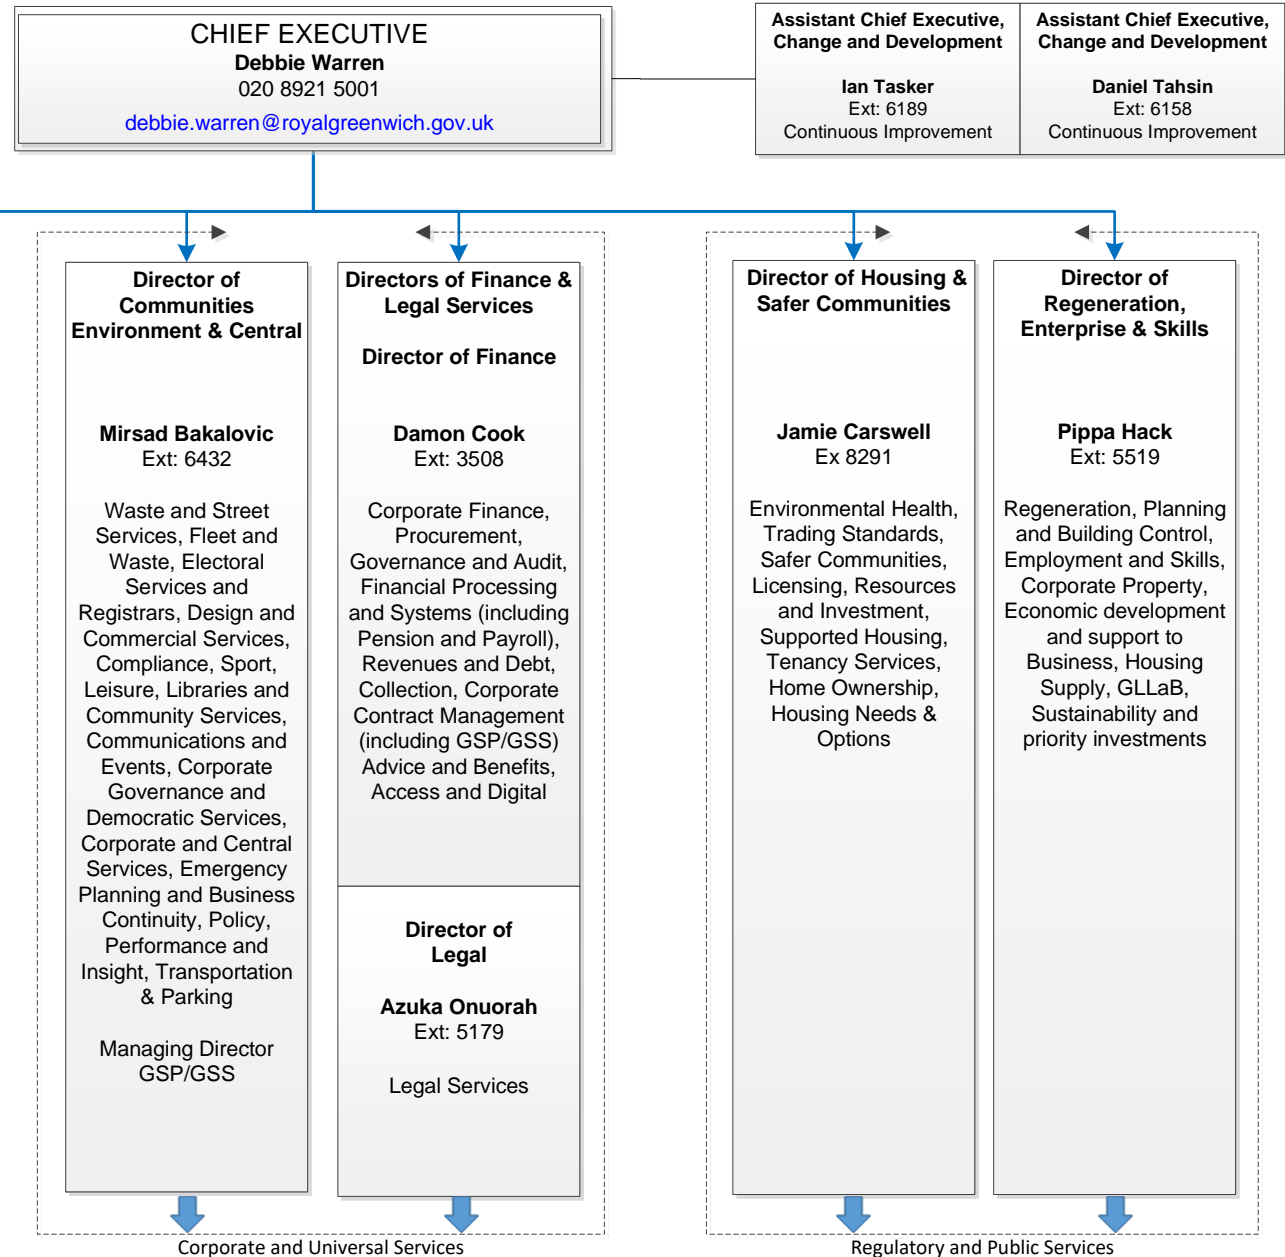 CHIEF EXECUTIVE
Debbie Warren
020 8921 5001
debbie.warren@royalgreenwich.gov.uk
Assistant Chief Executive,
Change and Development
Ian Tasker
Ext: 6189
Continuous Improvement
Assistant Chief Executive,
Change and Development
Daniel Tahsin
Ext: 6158
Continuous Improvement
Director of
Communities
Environment & Central
Mirsad Bakalovic
Ext: 6432
Waste and Street
Services, Fleet and
Waste, Electoral
Services and
Registrars, Design and
Commercial Services,
Compliance, Sport,
Leisure, Libraries and
Community Services,
Communications and
Events, Corporate
Governance and
Democratic Services,
Corporate and Central
Services, Emergency
Planning and Business
Continuity, Policy,
Performance and
Insight, Transportation
& Parking
Managing Director
GSP/GSS
Directors of Finance &
Legal Services
Director of Finance
Damon Cook
Ext: 3508
Corporate Finance,
Procurement,
Governance and Audit,
Financial Processing
and Systems (including
Pension and Payroll),
Revenues and Debt,
Collection, Corporate
Contract Management
(including GSP/GSS)
Advice and Benefits,
Access and Digital
Director of
Legal
Azuka Onuorah
Ext: 5179
Legal Services
Corporate and Universal Services
Director of Housing &
Safer Communities
Jamie Carswell
Ex 8291
Environmental Health,
Trading Standards,
Safer Communities,
Licensing, Resources
and Investment,
Supported Housing,
Tenancy Services,
Home Ownership,
Housing Needs &
Options
Director of
Regeneration,
Enterprise & Skills
Pippa Hack
Ext: 5519
Regeneration, Planning
and Building Control,
Employment and Skills,
Corporate Property,
Economic development
and support to
Business, Housing
Supply, GLLaB,
Sustainability and
priority investments
Regulatory and Public Services